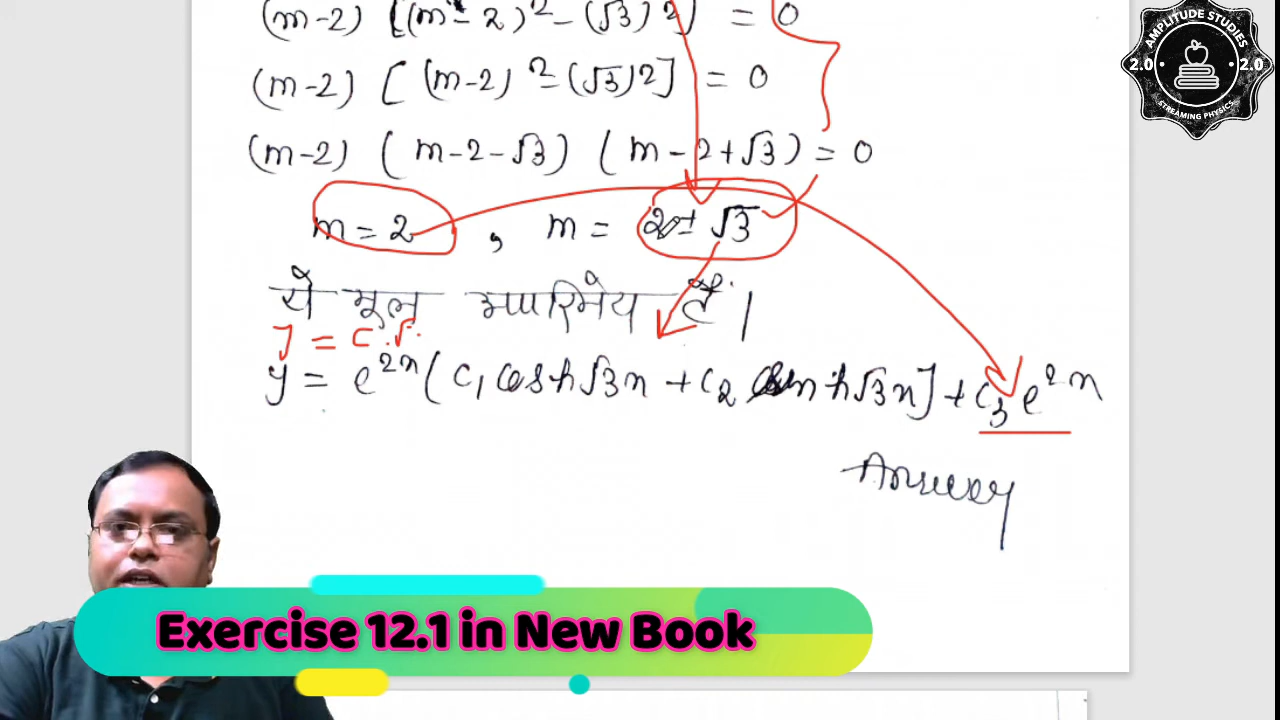 (m-2) [(m-2)² - (√3)2] = 0
(m-2) [(m-2)² = (√3)2] = 0
(m-2) (m-2-√3) (m-2+√3) = 0
m = 2 , m = 2± √3
ये मूल अपरिमेय हैं।
y = C.F.
y = e^2x (C₁ cosh√3x + C₂ sinh√3x] + C₃ e^2x
Answer
AMPLITUDE STUDIES
2.0 2.0
STREAMING PHYSICS
Exercise 12.1 in New Book